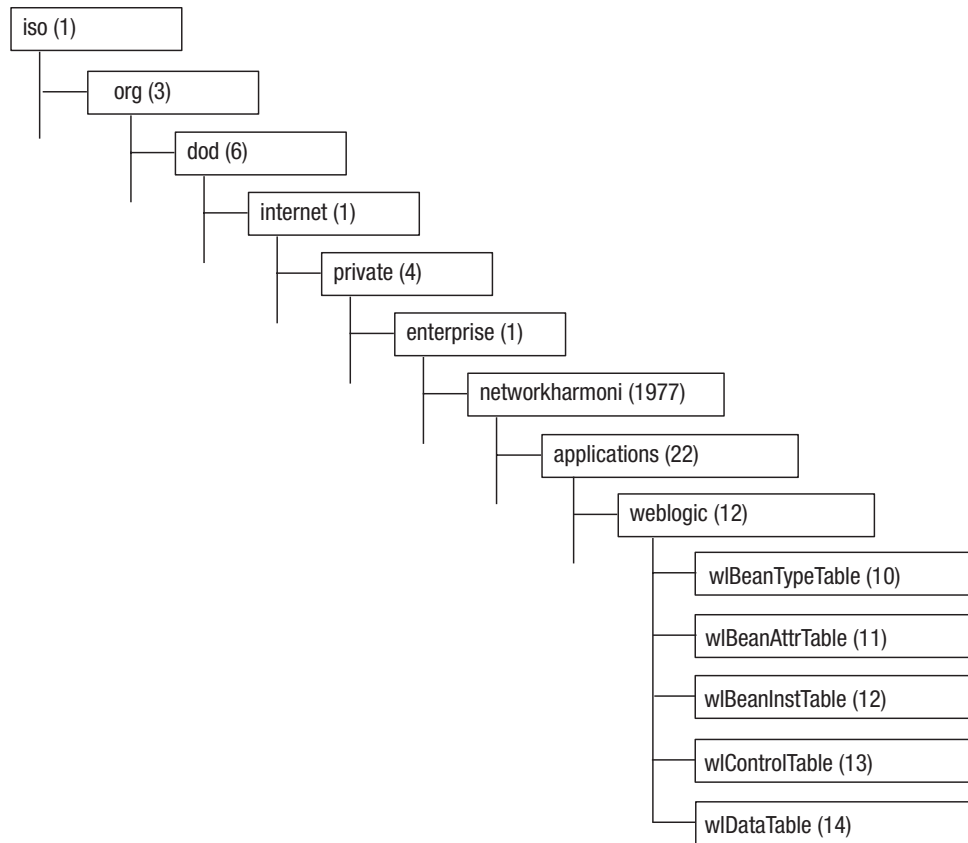 iso (1)
org (3)
dod (6)
internet (1)
private (4)
enterprise (1)
networkharmoni (1977)
applications (22)
weblogic (12)
wlBeanTypeTable (10)
wlBeanAttrTable (11)
wlBeanInstTable (12)
wlControlTable (13)
wlDataTable (14)